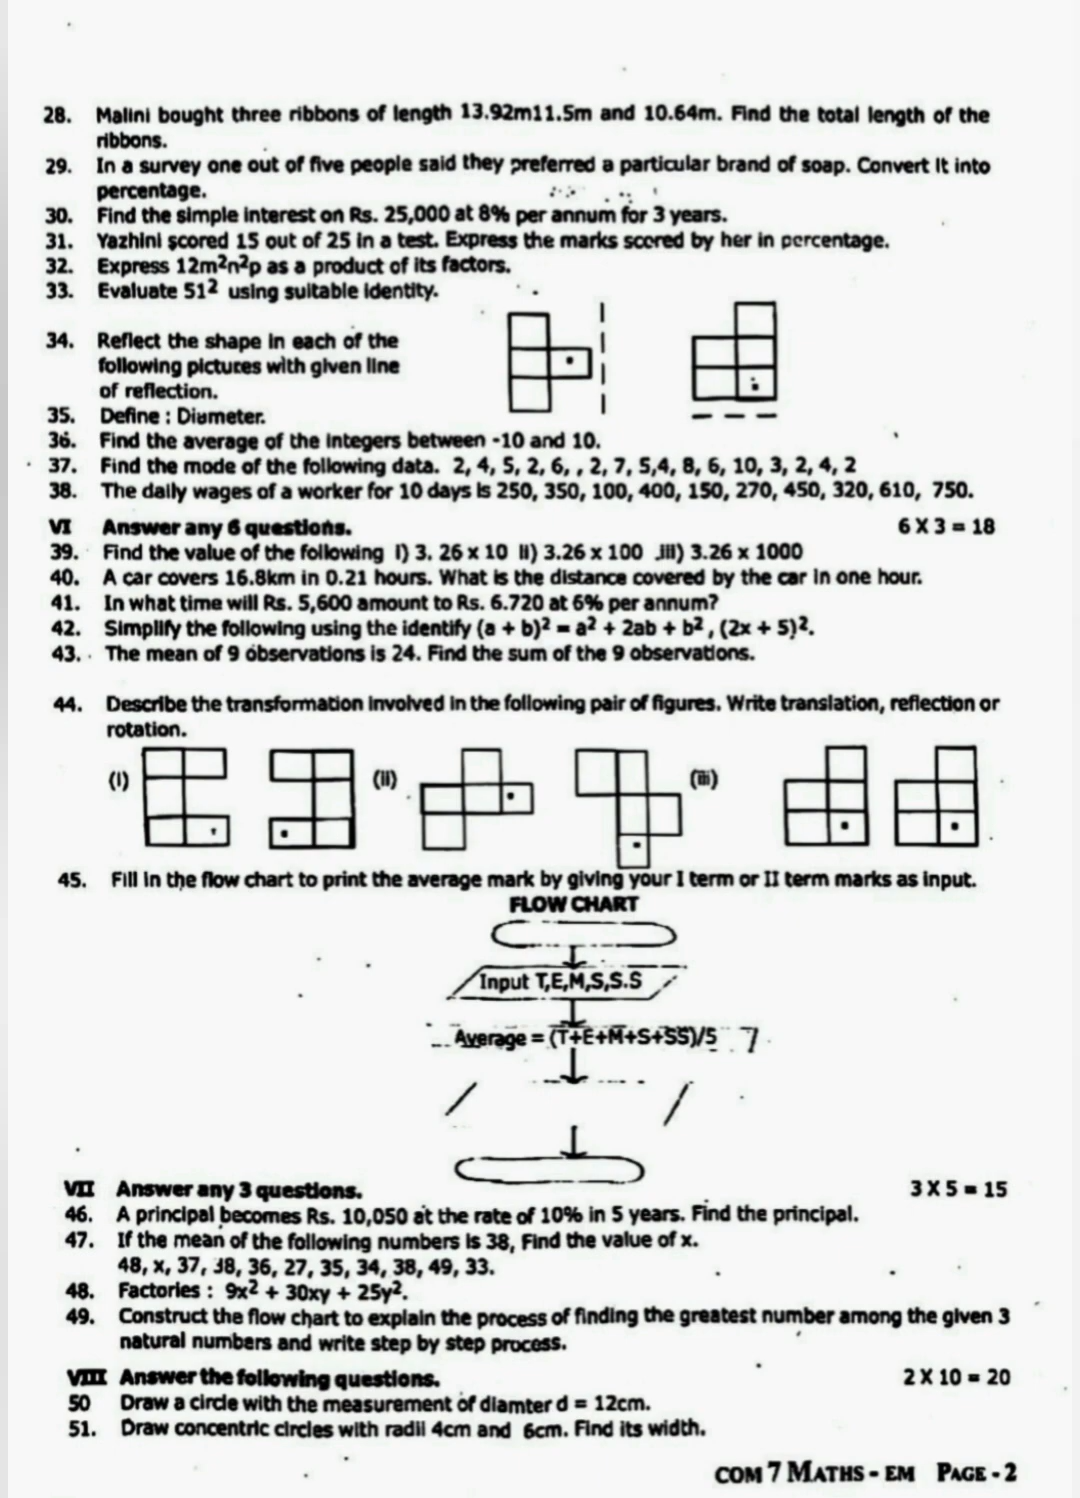 28. Malini bought three ribbons of length 13.92m11.5m and 10.64m. Find the total length of the
ribbons.
29. In a survey one out of five people said they preferred a particular brand of soap. Convert it into
percentage.
30. Find the simple interest on Rs. 25,000 at 8% per annum for 3 years.
31. Yazhini scored 15 out of 25 in a test. Express the marks scored by her in percentage.
32. Express 12m²n²p as a product of its factors.
33. Evaluate 51² using suitable identity.
34. Reflect the shape in each of the
following pictures with given line
of reflection.
35. Define : Diameter.
36. Find the average of the integers between -10 and 10.
37. Find the mode of the following data. 2, 4, 5, 2, 6, , 2, 7, 5,4, 8, 6, 10, 3, 2, 4, 2
38. The daily wages of a worker for 10 days is 250, 350, 100, 400, 150, 270, 450, 320, 610, 750.
VI Answer any 6 questions. 6 X 3 = 18
39. Find the value of the following i) 3. 26 x 10 ii) 3.26 x 100 iii) 3.26 x 1000
40. A car covers 16.8km in 0.21 hours. What is the distance covered by the car in one hour.
41. In what time will Rs. 5,600 amount to Rs. 6.720 at 6% per annum?
42. Simplify the following using the identify (a + b)² = a² + 2ab + b² , (2x + 5)².
43. The mean of 9 observations is 24. Find the sum of the 9 observations.
44. Describe the transformation involved in the following pair of figures. Write translation, reflection or
rotation.
(i) (ii) (iii)
45. Fill in the flow chart to print the average mark by giving your I term or II term marks as input.
FLOW CHART
Input T,E,M,S,S.S
Average = (T+E+M+S+SS)/5
VII Answer any 3 questions. 3 X 5 = 15
46. A principal becomes Rs. 10,050 at the rate of 10% in 5 years. Find the principal.
47. If the mean of the following numbers is 38, Find the value of x.
48, x, 37, 38, 36, 27, 35, 34, 38, 49, 33.
48. Factories : 9x² + 30xy + 25y².
49. Construct the flow chart to explain the process of finding the greatest number among the given 3
natural numbers and write step by step process.
VIII Answer the following questions. 2 X 10 = 20
50 Draw a circle with the measurement of diamter d = 12cm.
51. Draw concentric circles with radii 4cm and 6cm. Find its width.
COM 7 MATHS - EM PAGE - 2